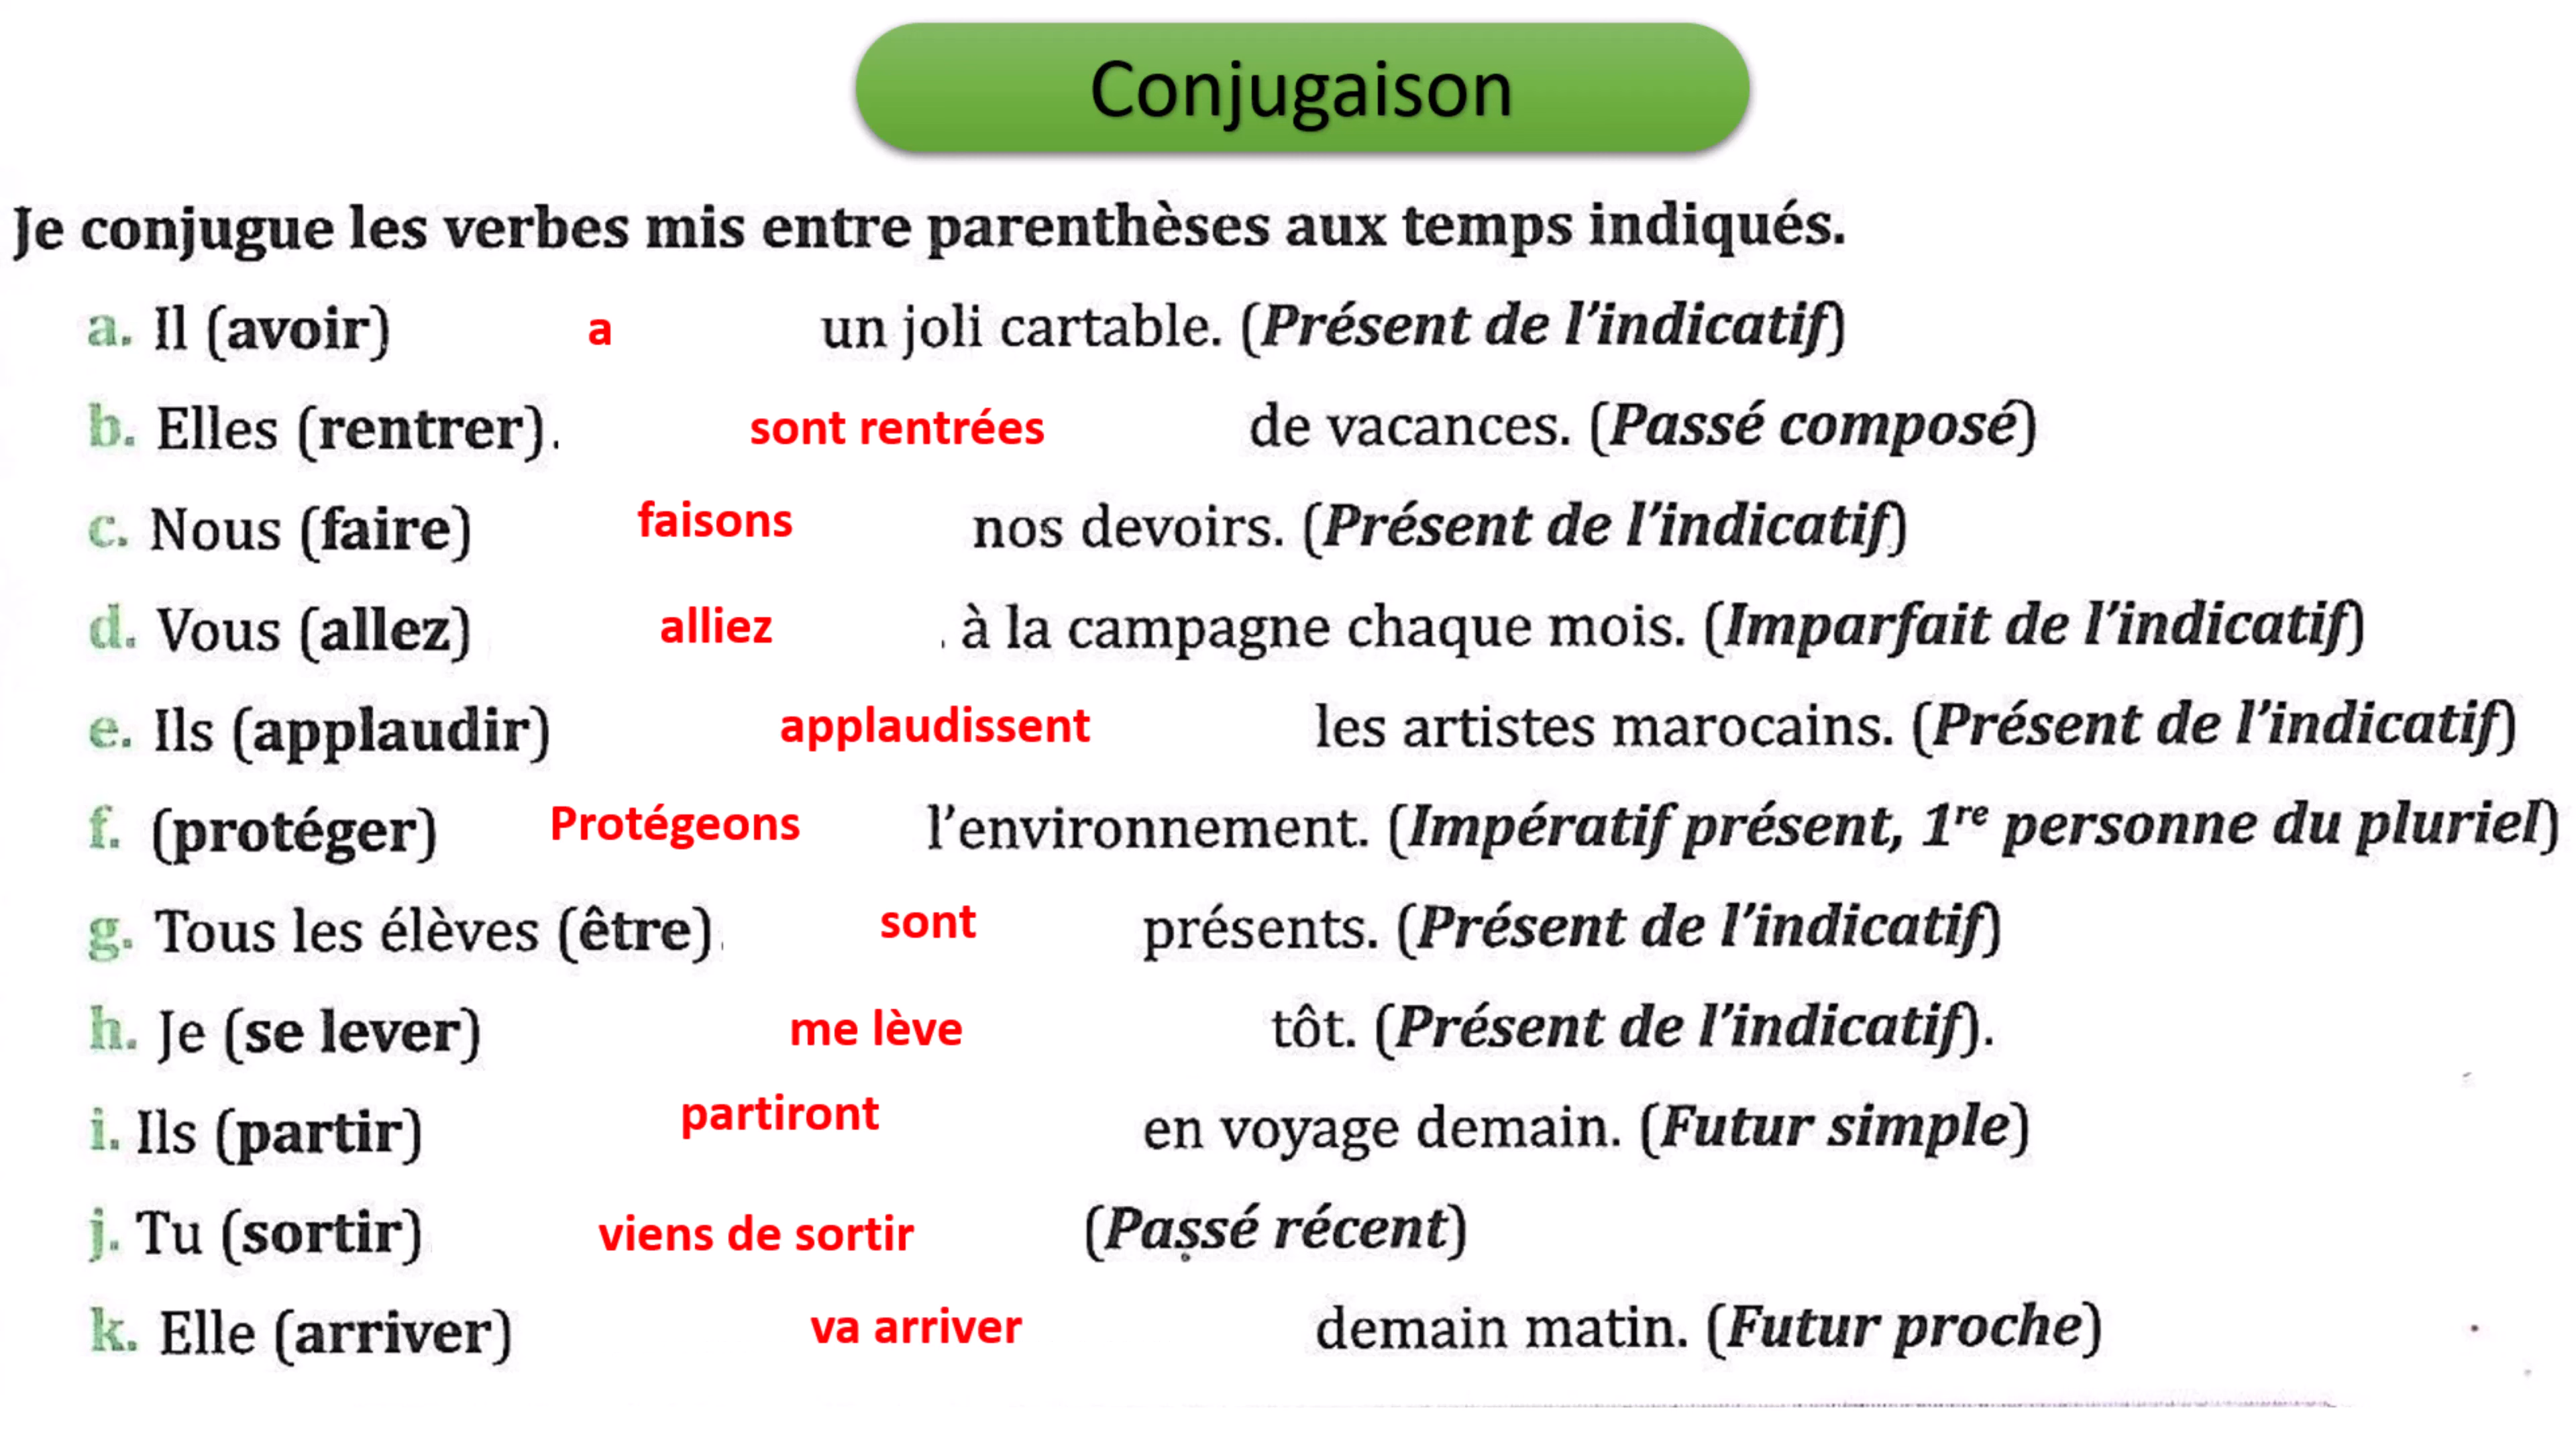 Conjugaison
Je conjugue les verbes mis entre parenthèses aux temps indiqués.
a. Il (avoir) a un joli cartable. (Présent de l'indicatif)
b. Elles (rentrer). sont rentrées de vacances. (Passé composé)
c. Nous (faire) faisons nos devoirs. (Présent de l'indicatif)
d. Vous (allez) alliez . à la campagne chaque mois. (Imparfait de l'indicatif)
e. Ils (applaudir) applaudissent les artistes marocains. (Présent de l'indicatif)
f. (protéger) Protégeons l'environnement. (Impératif présent, 1re personne du pluriel)
g. Tous les élèves (être). sont présents. (Présent de l'indicatif)
h. Je (se lever) me lève tôt. (Présent de l'indicatif).
i. Ils (partir) partiront en voyage demain. (Futur simple)
j. Tu (sortir) viens de sortir (Passé récent)
k. Elle (arriver) va arriver demain matin. (Futur proche)